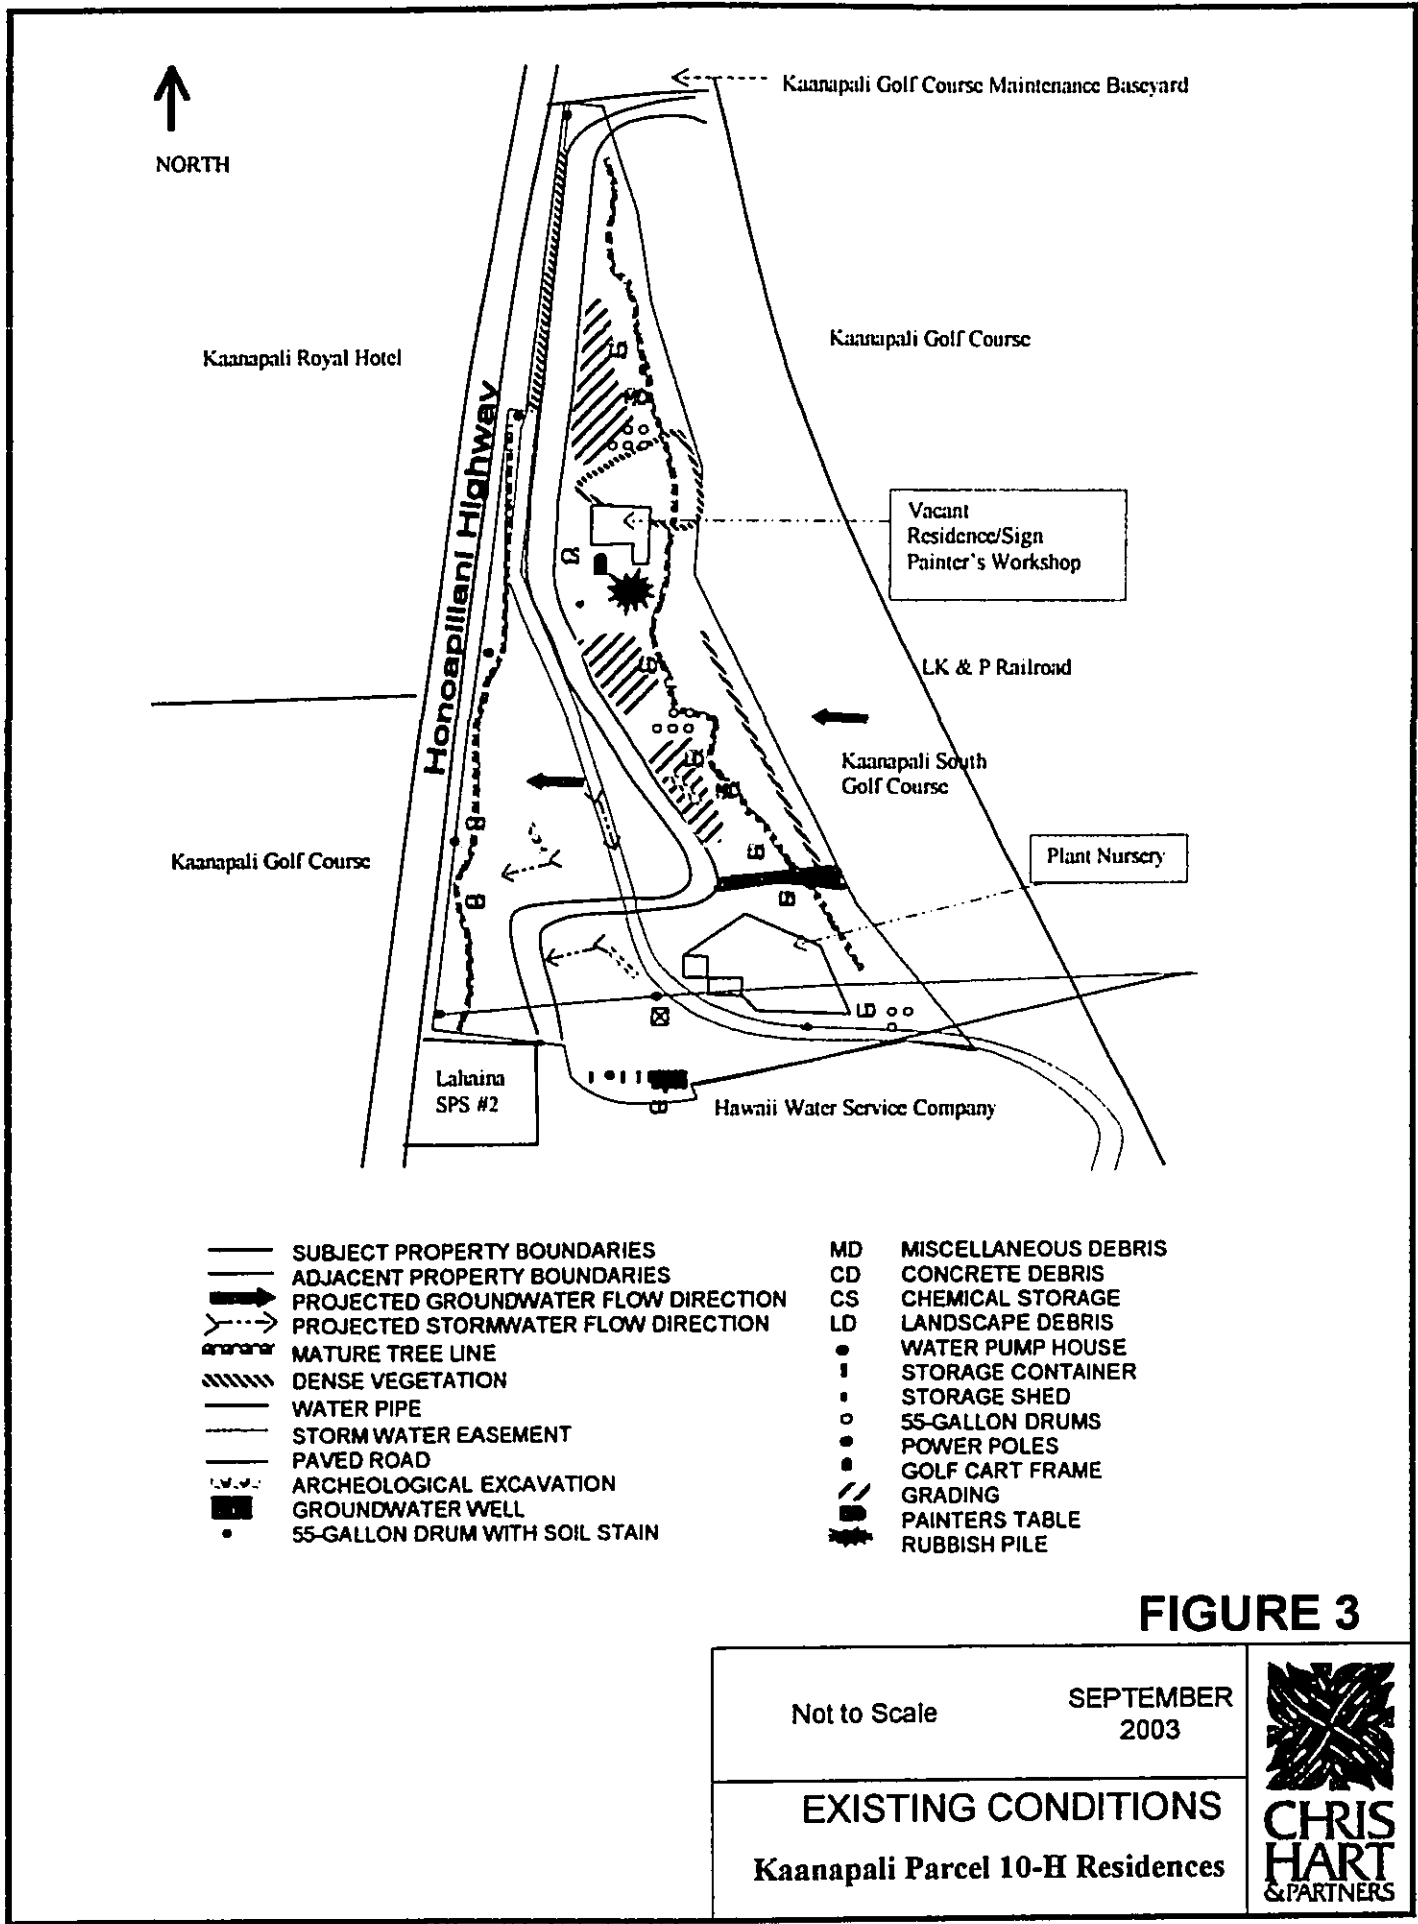 Kaanapali Golf Course Maintenance Baseyard
NORTH
Kaanapali Royal Hotel
Kaanapali Golf Course
Honoapiilani Highway
Vacant
Residence/Sign
Painter's Workshop
LK & P Railroad
Kaanapali South
Golf Course
Plant Nursery
Kaanapali Golf Course
MD
LD
LD
MD
LD
LD
Lahaina
SPS #2
Hawaii Water Service Company
SUBJECT PROPERTY BOUNDARIES
ADJACENT PROPERTY BOUNDARIES
PROJECTED GROUNDWATER FLOW DIRECTION
PROJECTED STORMWATER FLOW DIRECTION
MATURE TREE LINE
DENSE VEGETATION
WATER PIPE
STORM WATER EASEMENT
PAVED ROAD
ARCHEOLOGICAL EXCAVATION
GROUNDWATER WELL
55-GALLON DRUM WITH SOIL STAIN
MD MISCELLANEOUS DEBRIS
CD CONCRETE DEBRIS
CS CHEMICAL STORAGE
LD LANDSCAPE DEBRIS
WATER PUMP HOUSE
STORAGE CONTAINER
STORAGE SHED
55-GALLON DRUMS
POWER POLES
GOLF CART FRAME
GRADING
PAINTERS TABLE
RUBBISH PILE
FIGURE 3
Not to Scale
SEPTEMBER
2003
EXISTING CONDITIONS
Kaanapali Parcel 10-H Residences
CHRIS
HART
& PARTNERS